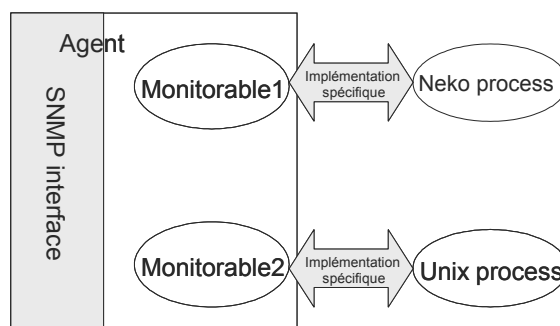 Agent
SNMP interface
Monitorable1
Implémentation
spécifique
Neko process
Monitorable2
Implémentation
spécifique
Unix process